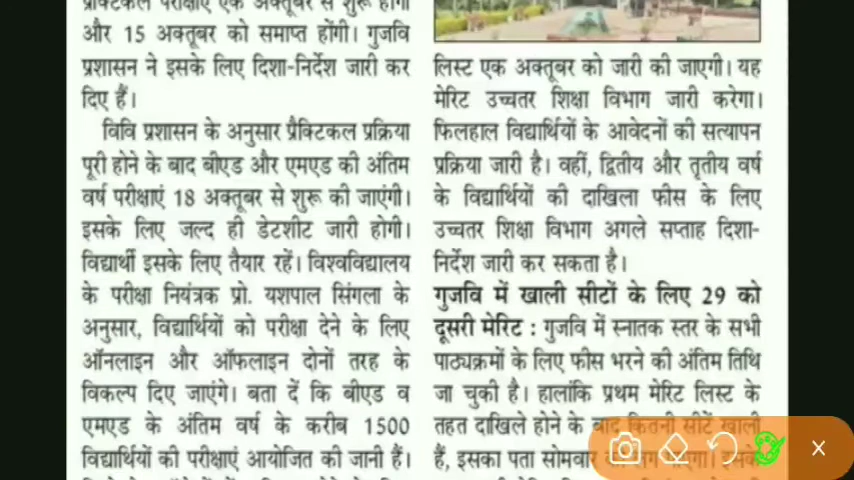 प्रैक्टिकल परीक्षाएं एक अक्तूबर से शुरू होंगी
और 15 अक्तूबर को समाप्त होंगी। गुजवि
प्रशासन ने इसके लिए दिशा-निर्देश जारी कर
दिए हैं।
विवि प्रशासन के अनुसार प्रैक्टिकल प्रक्रिया
पूरी होने के बाद बीएड और एमएड की अंतिम
वर्ष परीक्षाएं 18 अक्तूबर से शुरू की जाएंगी।
इसके लिए जल्द ही डेटशीट जारी होगी।
विद्यार्थी इसके लिए तैयार रहें। विश्वविद्यालय
के परीक्षा नियंत्रक प्रो. यशपाल सिंगला के
अनुसार, विद्यार्थियों को परीक्षा देने के लिए
ऑनलाइन और ऑफलाइन दोनों तरह के
विकल्प दिए जाएंगे। बता दें कि बीएड व
एमएड के अंतिम वर्ष के करीब 1500
विद्यार्थियों की परीक्षाएं आयोजित की जानी हैं।
लिस्ट एक अक्तूबर को जारी की जाएगी। यह
मेरिट उच्चतर शिक्षा विभाग जारी करेगा।
फिलहाल विद्यार्थियों के आवेदनों की सत्यापन
प्रक्रिया जारी है। वहीं, द्वितीय और तृतीय वर्ष
के विद्यार्थियों की दाखिला फीस के लिए
उच्चतर शिक्षा विभाग अगले सप्ताह दिशा-
निर्देश जारी कर सकता है।
गुजवि में खाली सीटों के लिए 29 को
दूसरी मेरिट : गुजवि में स्नातक स्तर के सभी
पाठ्यक्रमों के लिए फीस भरने की अंतिम तिथि
जा चुकी है। हालांकि प्रथम मेरिट लिस्ट के
तहत दाखिले होने के बाद कितनी सीटें खाली
हैं, इसका पता सोमवार